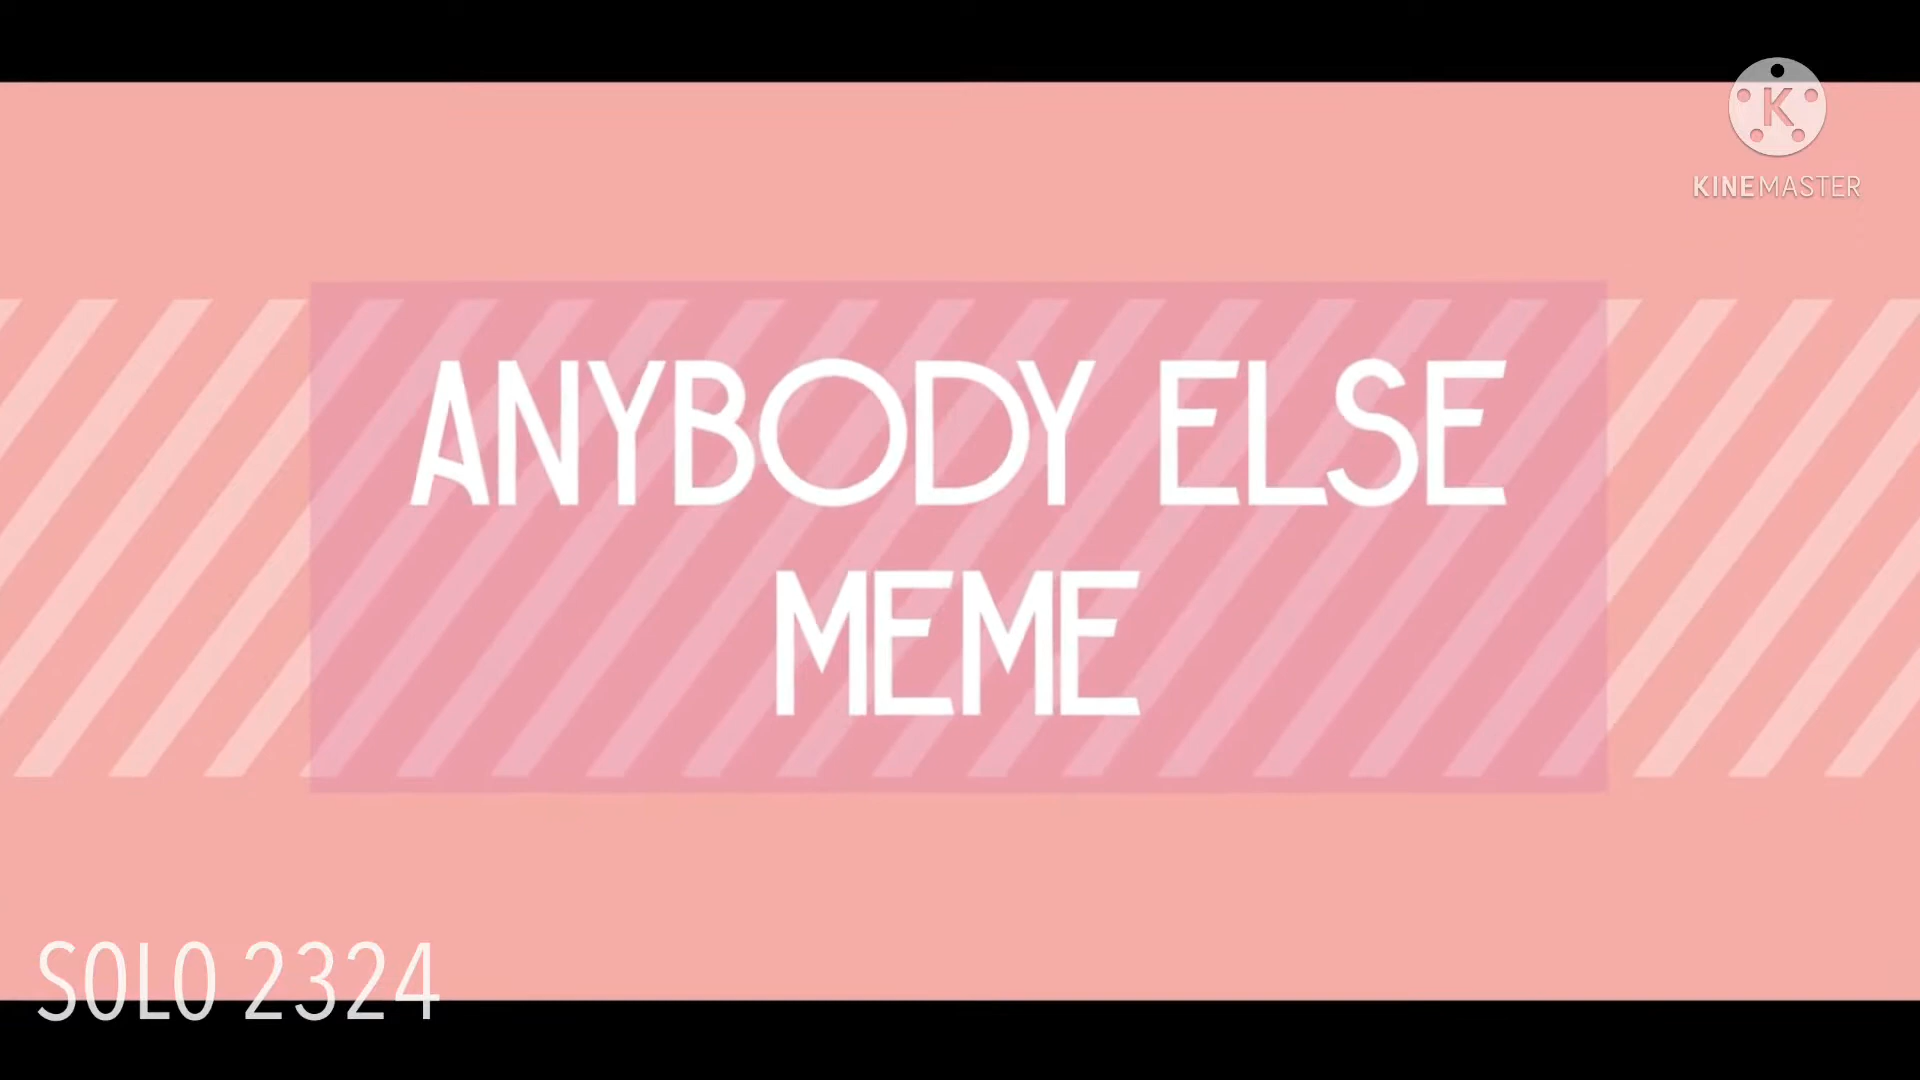 K
KINEMASTER
ANYBODY ELSE
MEME
SOLO 2324